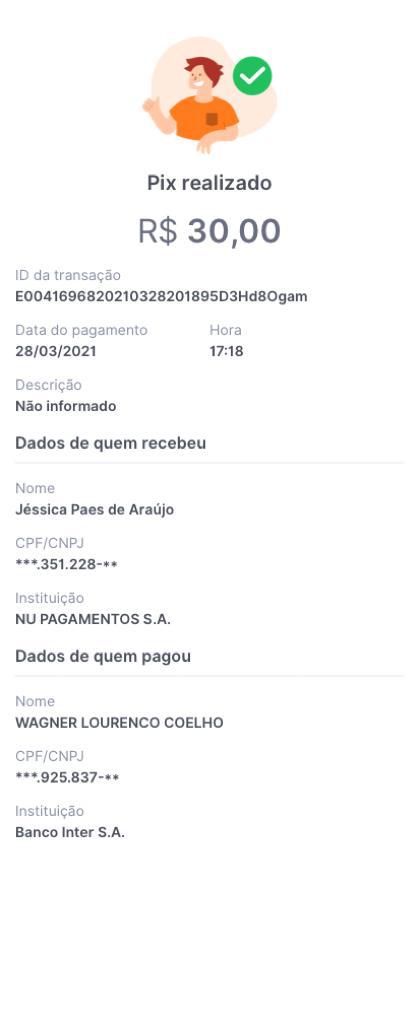 Pix realizado
R$ 30,00
ID da transação
E0041696820210328201895D3Hd8Ogam
Data do pagamento Hora
28/03/2021 17:18
Descrição
Não informado
Dados de quem recebeu
Nome
Jéssica Paes de Araújo
CPF/CNPJ
***.351.228-**
Instituição
NU PAGAMENTOS S.A.
Dados de quem pagou
Nome
WAGNER LOURENCO COELHO
CPF/CNPJ
***.925.837-**
Instituição
Banco Inter S.A.